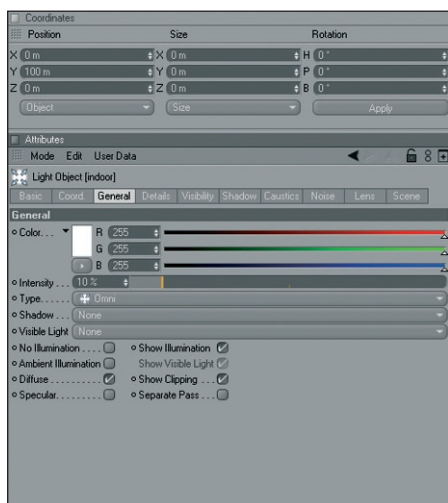 Coordinates
Position Size Rotation
X 0 m X 0 m H 0 °
Y 100 m Y 0 m P 0 °
Z 0 m Z 0 m B 0 °
Object Size Apply
Attributes
Mode Edit User Data
Light Object [indoor]
Basic Coord. General Details Visibility Shadow Caustics Noise Lens Scene
General
Color. . . R 255
G 255
B 255
Intensity . . . 10 %
Type. . . . . . Omni
Shadow. . . . None
Visible Light None
No Illumination . . . . Show Illumination
Ambient Illumination Show Visible Light
Diffuse . . . . . . . . . . Show Clipping . . .
Specular. . . . . . . . . Separate Pass . . .